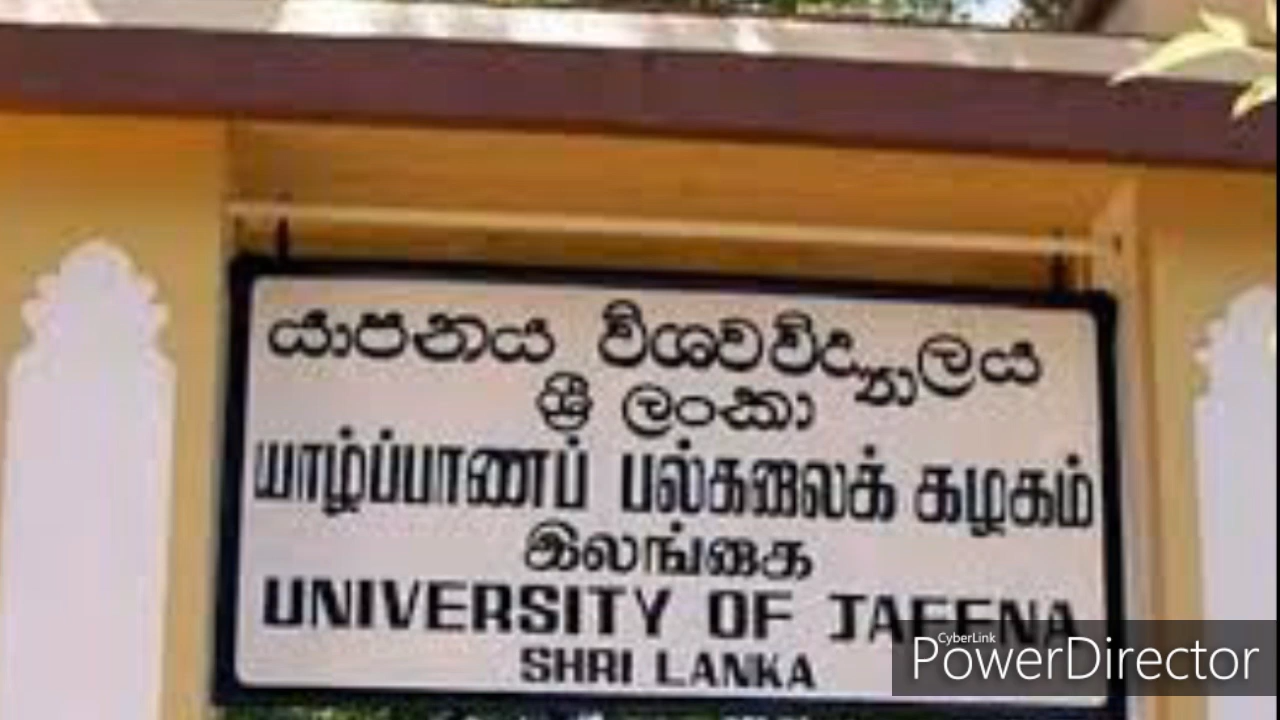 යාපනය විශ්වවිද්‍යාලය
ශ්‍රී ලංකා
யாழ்ப்பாணப் பல்கலைக் கழகம்
இலங்கை
UNIVERSITY OF JAFFNA
SHRI LANKA
CyberLink
PowerDirector